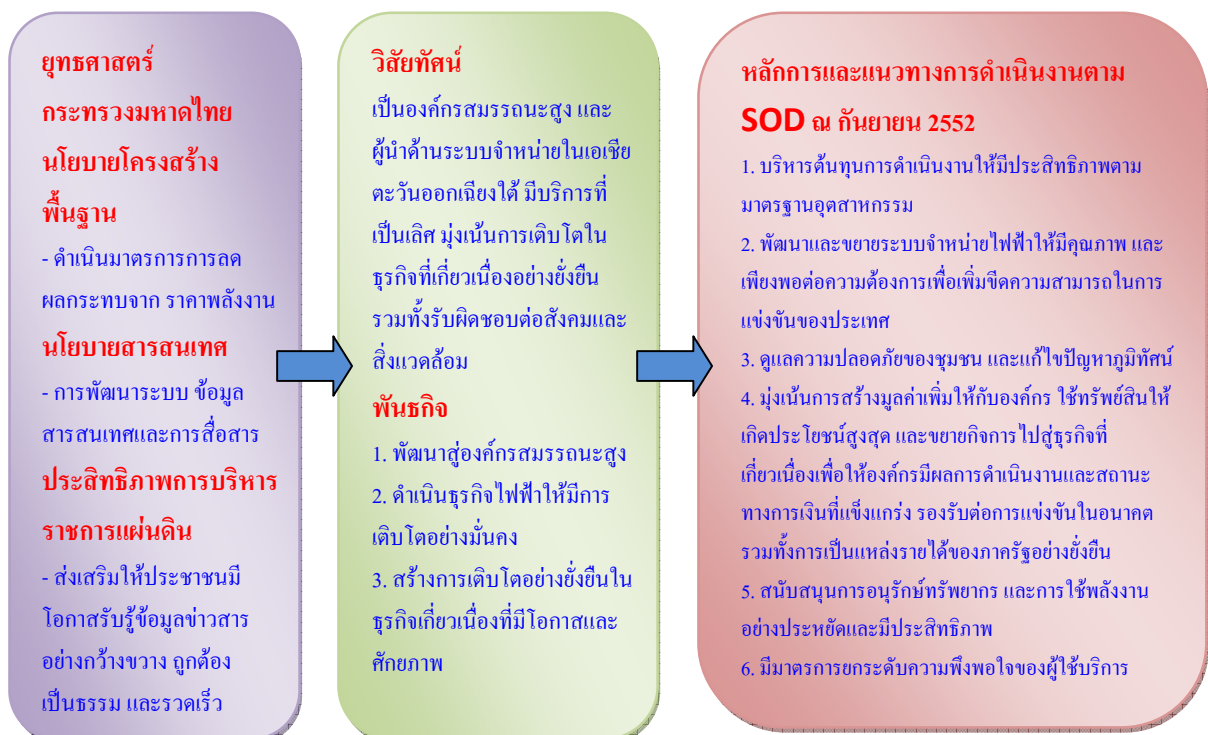 ยุทธศาสตร์
กระทรวงมหาดไทย
นโยบายโครงสร้าง
พื้นฐาน
- ดำเนินมาตรการการลด
ผลกระทบจาก ราคาพลังงาน
นโยบายสารสนเทศ
- การพัฒนาระบบ ข้อมูล
สารสนเทศและการสื่อสาร
ประสิทธิภาพการบริหาร
ราชการแผ่นดิน
- ส่งเสริมให้ประชาชนมี
โอกาสรับรู้ข้อมูลข่าวสาร
อย่างกว้างขวาง ถูกต้อง
เป็นธรรม และรวดเร็ว
วิสัยทัศน์
เป็นองค์กรสมรรถนะสูง และ
ผู้นำด้านระบบจำหน่ายในเอเชีย
ตะวันออกเฉียงใต้ มีบริการที่
เป็นเลิศ มุ่งเน้นการเติบโตใน
ธุรกิจที่เกี่ยวเนื่องอย่างยั่งยืน
รวมทั้งรับผิดชอบต่อสังคมและ
สิ่งแวดล้อม
พันธกิจ
1. พัฒนาสู่องค์กรสมรรถนะสูง
2. ดำเนินธุรกิจไฟฟ้าให้มีการ
เติบโตอย่างมั่นคง
3. สร้างการเติบโตอย่างยั่งยืนใน
ธุรกิจเกี่ยวเนื่องที่มีโอกาสและ
ศักยภาพ
หลักการและแนวทางการดำเนินงานตาม
SOD ณ กันยายน 2552
1. บริหารต้นทุนการดำเนินงานให้มีประสิทธิภาพตาม
มาตรฐานอุตสาหกรรม
2. พัฒนาและขยายระบบจำหน่ายไฟฟ้าให้มีคุณภาพ และ
เพียงพอต่อความต้องการเพื่อเพิ่มขีดความสามารถในการ
แข่งขันของประเทศ
3. ดูแลความปลอดภัยของชุมชน และแก้ไขปัญหาภูมิทัศน์
4. มุ่งเน้นการสร้างมูลค่าเพิ่มให้กับองค์กร ใช้ทรัพย์สินให้
เกิดประโยชน์สูงสุด และขยายกิจการไปสู่ธุรกิจที่
เกี่ยวเนื่องเพื่อให้องค์กรมีผลการดำเนินงานและสถานะ
ทางการเงินที่แข็งแกร่ง รองรับต่อการแข่งขันในอนาคต
รวมทั้งการเป็นแหล่งรายได้ของภาครัฐอย่างยั่งยืน
5. สนับสนุนการอนุรักษ์ทรัพยากร และการใช้พลังงาน
อย่างประหยัดและมีประสิทธิภาพ
6. มีมาตรการยกระดับความพึงพอใจของผู้ใช้บริการ